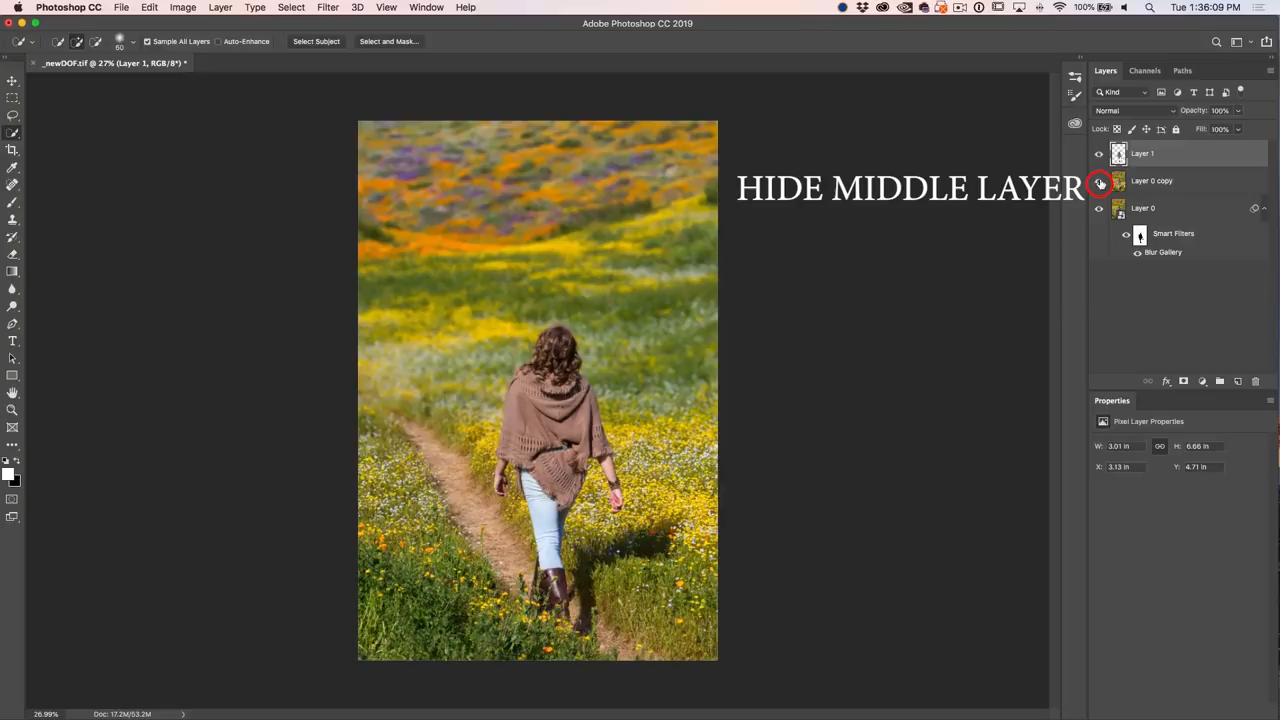 Photoshop CC File Edit Image Layer Type Select Filter 3D View Window Help 100% Tue 1:36:09 PM
Adobe Photoshop CC 2019
60 Sample All Layers Auto-Enhance Select Subject Select and Mask...
_newDOF.tif @ 27% (Layer 1, RGB/8*) *
Layers Channels Paths
Kind
Normal Opacity: 100%
Lock: Fill: 100%
Layer 1
Layer 0 copy
HIDE MIDDLE LAYER
Layer 0
Smart Filters
Blur Gallery
Properties
Pixel Layer Properties
W: 3.01 in H: 6.66 in
X: 3.13 in Y: 4.71 in
26.99% Doc: 17.2M/53.2M